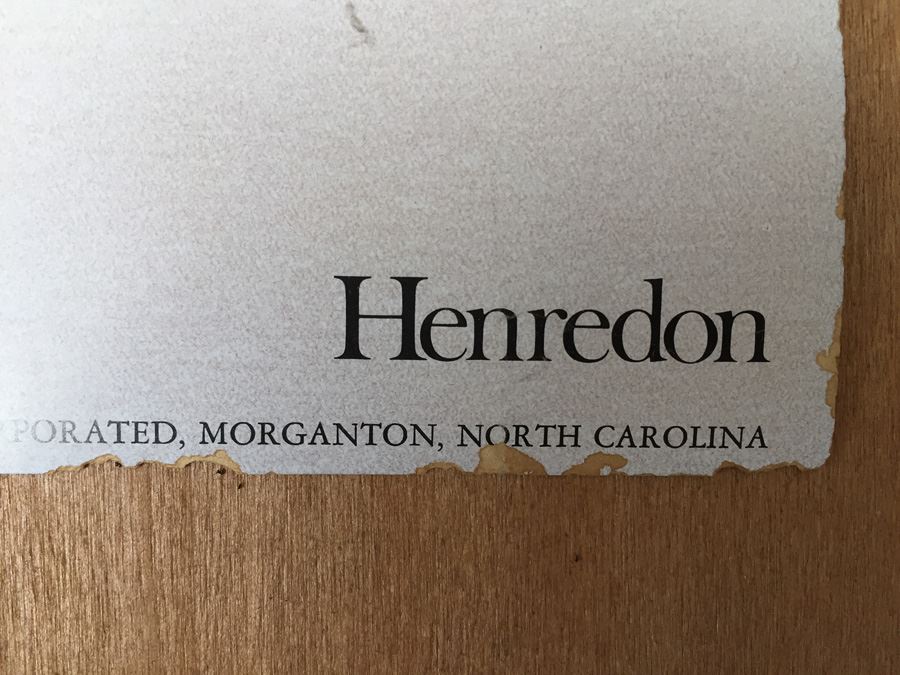 Henredon
PORATED, MORGANTON, NORTH CAROLINA